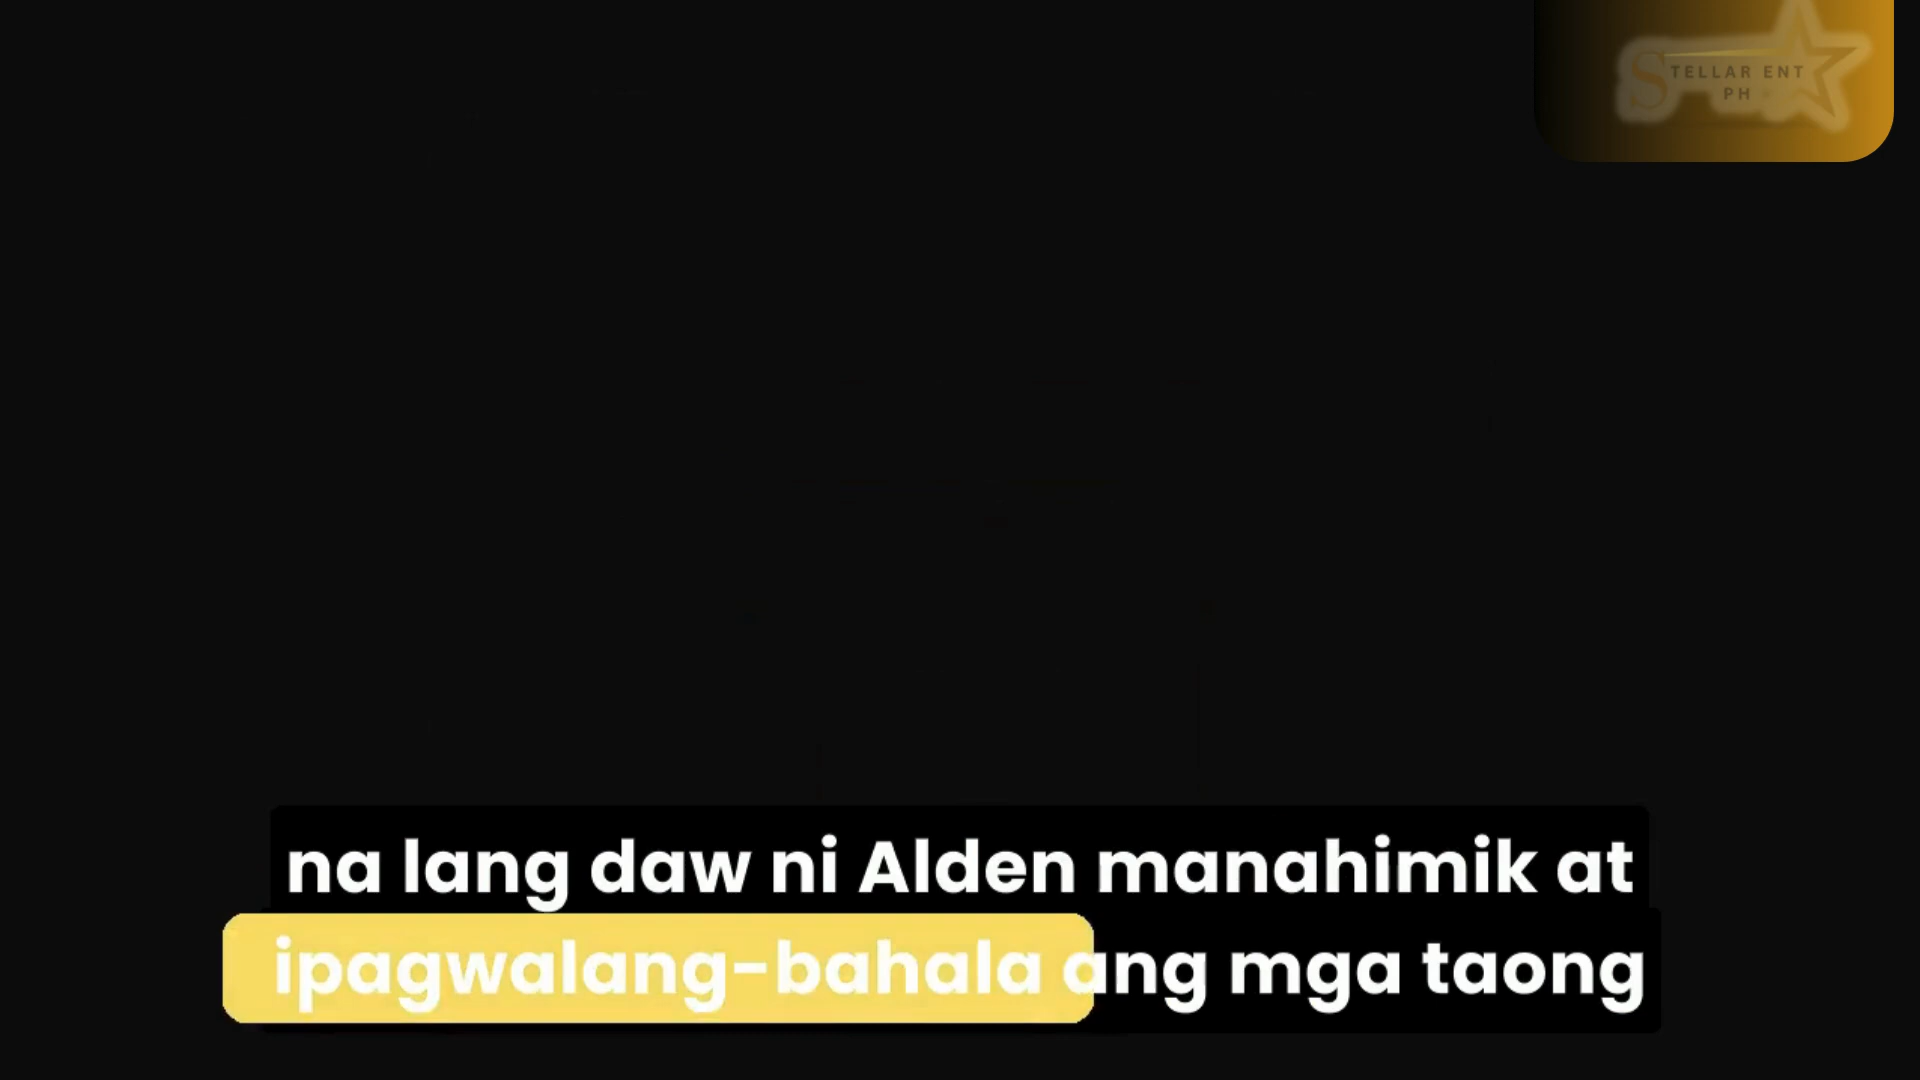 STELLAR ENT
PH
na lang daw ni Alden manahimik at
ipagwalang-bahala ang mga taong